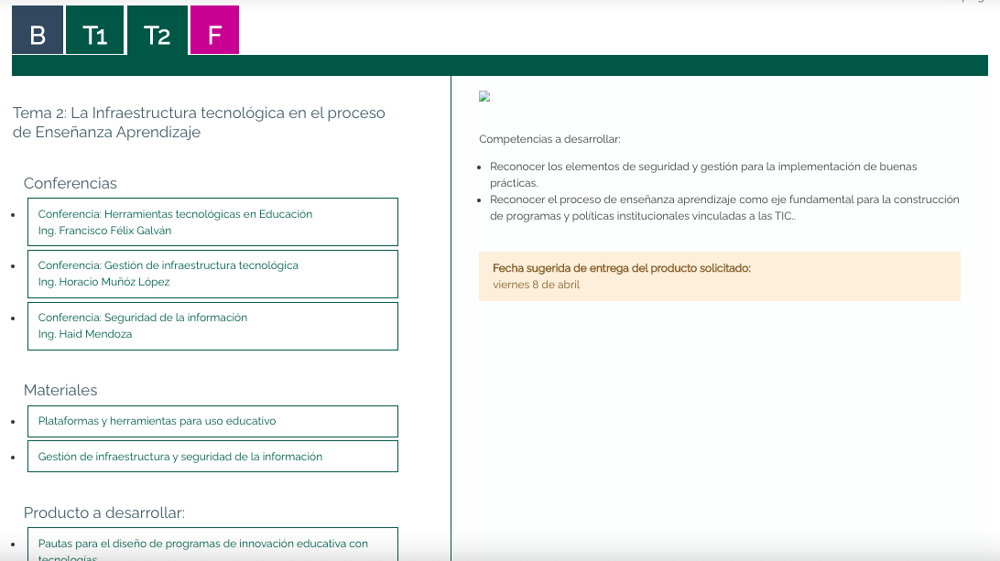 B T1 T2 F
Tema 2: La Infraestructura tecnológica en el proceso
de Enseñanza Aprendizaje
Conferencias
Conferencia: Herramientas tecnológicas en Educación
Ing. Francisco Félix Galván
Conferencia: Gestión de infraestructura tecnológica
Ing. Horacio Muñóz López
Conferencia: Seguridad de la información
Ing. Haid Mendoza
Materiales
Plataformas y herramientas para uso educativo
Gestión de infraestructura y seguridad de la información
Producto a desarrollar:
Pautas para el diseño de programas de innovación educativa con
tecnologías
Competencias a desarrollar:
Reconocer los elementos de seguridad y gestión para la implementación de buenas
prácticas.
Reconocer el proceso de enseñanza aprendizaje como eje fundamental para la construcción
de programas y políticas institucionales vinculadas a las TIC..
Fecha sugerida de entrega del producto solicitado:
viernes 8 de abril